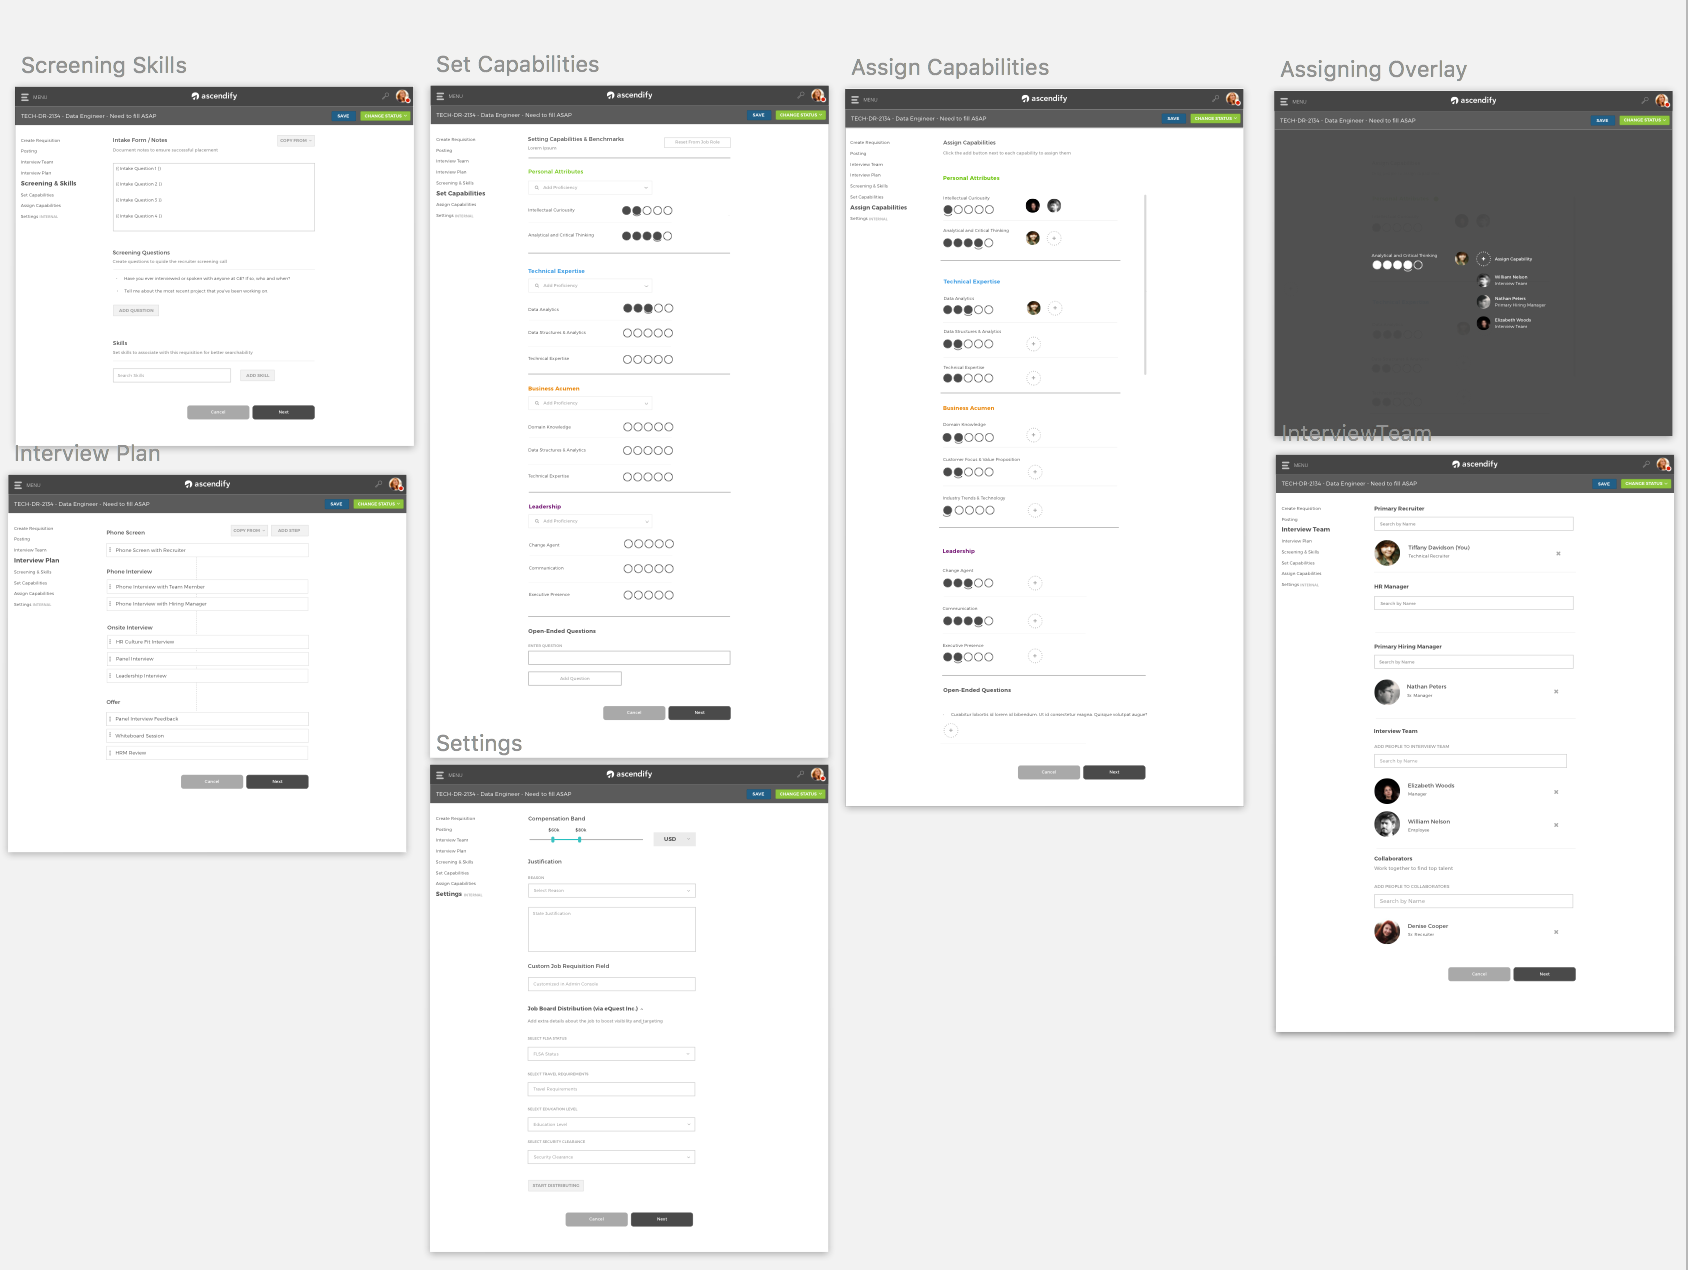 Screening Skills
MENU
ascendify
TECH-DR-2134 - Data Engineer - Need to fill ASAP
SAVE
CHANGE STATUS
Create Requisition
Posting
Interview Team
Interview Plan
Screening & Skills
Set Capabilities
Assign Capabilities
Settings INTERNAL
Intake Form / Notes
COPY FROM
Document notes to ensure successful placement
{{ Intake Question 1 }}
{{ Intake Question 2 }}
{{ Intake Question 3 }}
{{ Intake Question 4 }}
Screening Questions
Create questions to guide the recruiter screening call
Have you ever interviewed or spoken with anyone at GE? If so, who and when?
Tell me about the most recent project that you've been working on
ADD QUESTION
Skills
Set skills to associate with this requisition for better searchability
Search Skills
ADD SKILL
Cancel
Next
Interview Plan
MENU
ascendify
TECH-DR-2134 - Data Engineer - Need to fill ASAP
SAVE
CHANGE STATUS
Create Requisition
Posting
Interview Team
Interview Plan
Screening & Skills
Set Capabilities
Assign Capabilities
Settings INTERNAL
Phone Screen
COPY FROM
ADD STEP
Phone Screen with Recruiter
Phone Interview
Phone Interview with Team Member
Phone Interview with Hiring Manager
Onsite Interview
HR Culture Fit Interview
Panel Interview
Leadership Interview
Offer
Panel Interview Feedback
Whiteboard Session
HRM Review
Cancel
Next
Set Capabilities
MENU
ascendify
TECH-DR-2134 - Data Engineer - Need to fill ASAP
SAVE
CHANGE STATUS
Create Requisition
Posting
Interview Team
Interview Plan
Screening & Skills
Set Capabilities
Assign Capabilities
Settings INTERNAL
Setting Capabilities & Benchmarks
Lorem Ipsum
Reset From Job Role
Personal Attributes
Add Proficiency
Intellectual Curiousity
Analytical and Critical Thinking
Technical Expertise
Add Proficiency
Data Analytics
Data Structures & Analytics
Technical Expertise
Business Acumen
Add Proficiency
Domain Knowledge
Data Structures & Analytics
Technical Expertise
Leadership
Add Proficiency
Change Agent
Communication
Executive Presence
Open-Ended Questions
ENTER QUESTION
Add Question
Cancel
Next
Settings
MENU
ascendify
TECH-DR-2134 - Data Engineer - Need to fill ASAP
SAVE
CHANGE STATUS
Create Requisition
Posting
Interview Team
Interview Plan
Screening & Skills
Set Capabilities
Assign Capabilities
Settings INTERNAL
Compensation Band
$60k
$80k
USD
Justification
REASON
Select Reason
State Justification
Custom Job Requisition Field
Customized in Admin Console
Job Board Distribution (via eQuest Inc.)
Add extra details about the job to boost visibility and targeting
SELECT FLSA STATUS
FLSA Status
SELECT TRAVEL REQUIREMENTS
Travel Requirements
SELECT EDUCATION LEVEL
Education Level
SELECT SECURITY CLEARANCE
Security Clearance
START DISTRIBUTING
Cancel
Next
Assign Capabilities
MENU
ascendify
TECH-DR-2134 - Data Engineer - Need to fill ASAP
SAVE
CHANGE STATUS
Create Requisition
Posting
Interview Team
Interview Plan
Screening & Skills
Set Capabilities
Assign Capabilities
Settings INTERNAL
Assign Capabilities
Click the add button next to each capability to assign them
Personal Attributes
Intellectual Curiousity
Analytical and Critical Thinking
Technical Expertise
Data Analytics
Data Structures & Analytics
Technical Expertise
Business Acumen
Domain Knowledge
Customer Focus & Value Proposition
Industry Trends & Technology
Leadership
Change Agent
Communication
Executive Presence
Open-Ended Questions
Curabitur lobortis id lorem id bibendum. Ut id consectetur magna. Quisque volutpat augue?
Cancel
Next
Assigning Overlay
MENU
ascendify
TECH-DR-2134 - Data Engineer - Need to fill ASAP
SAVE
CHANGE STATUS
Analytical and Critical Thinking
Assign Capability
William Nelson
Interview Team
Nathan Peters
Primary Hiring Manager
Elizabeth Woods
Interview Team
InterviewTeam
MENU
ascendify
TECH-DR-2134 - Data Engineer - Need to fill ASAP
SAVE
CHANGE STATUS
Create Requisition
Posting
Interview Team
Interview Plan
Screening & Skills
Set Capabilities
Assign Capabilities
Settings INTERNAL
Primary Recruiter
Search by Name
Tiffany Davidson (You)
Technical Recruiter
HR Manager
Search by Name
Primary Hiring Manager
Search by Name
Nathan Peters
Sr. Manager
Interview Team
ADD PEOPLE TO INTERVIEW TEAM
Search by Name
Elizabeth Woods
Manager
William Nelson
Employee
Collaborators
Work together to find top talent
ADD PEOPLE TO COLLABORATORS
Search by Name
Denise Cooper
Sr. Recruiter
Cancel
Next